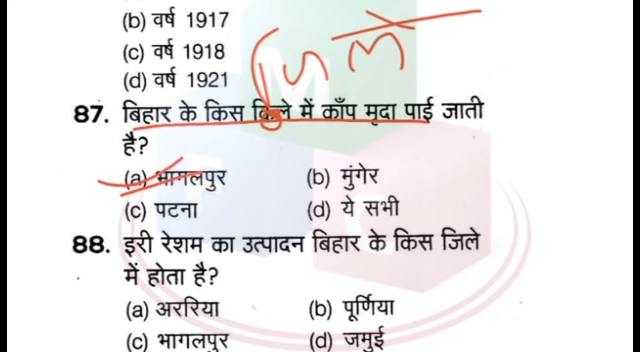 (b) वर्ष 1917
(c) वर्ष 1918
(d) वर्ष 1921
जिले
87. बिहार के किस किले में काँप मृदा पाई जाती
है?
(a) भागलपुर (b) मुंगेर
(c) पटना (d) ये सभी
88. इरी रेशम का उत्पादन बिहार के किस जिले
में होता है?
(a) अररिया (b) पूर्णिया
(c) भागलपुर (d) जमुई